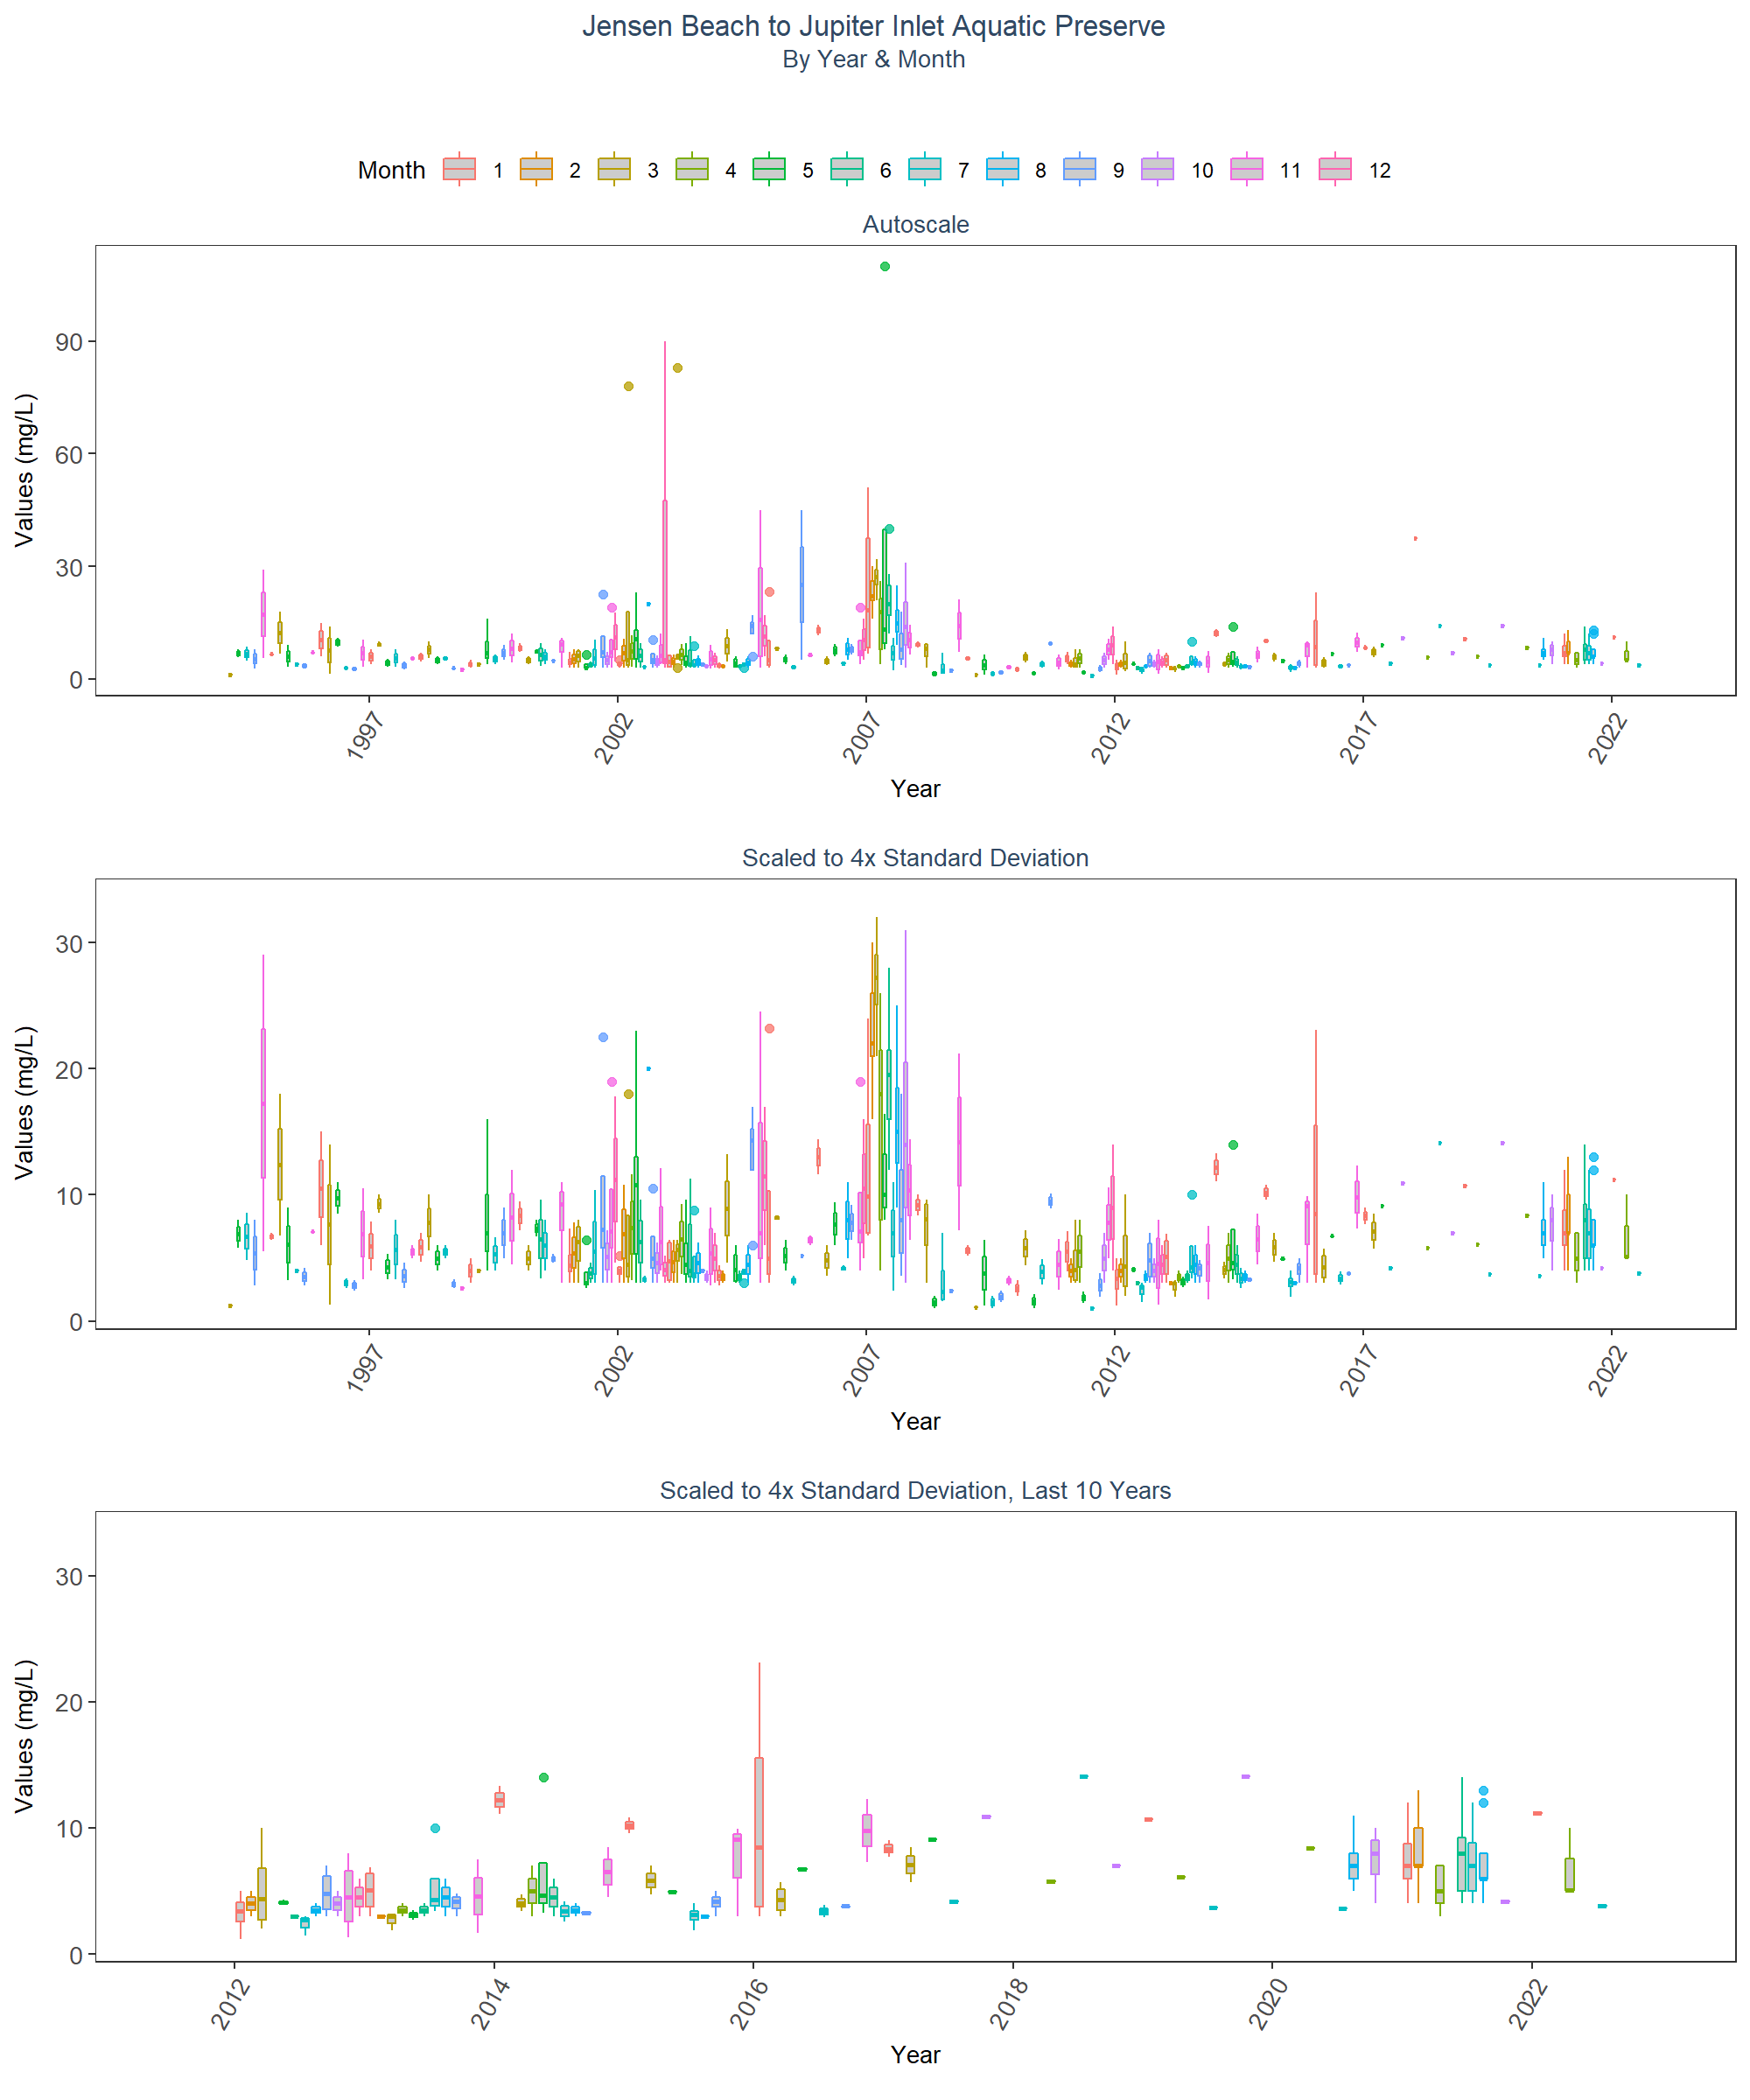 Jensen Beach to Jupiter Inlet Aquatic Preserve
By Year & Month
Month 1 2 3 4 5 6 7 8 9 10 11 12
Autoscale
Values (mg/L)
90
60
30
0
1997 2002 2007 2012 2017 2022
Year
Scaled to 4x Standard Deviation
Values (mg/L)
30
20
10
0
1997 2002 2007 2012 2017 2022
Year
Scaled to 4x Standard Deviation, Last 10 Years
Values (mg/L)
30
20
10
0
2012 2014 2016 2018 2020 2022
Year